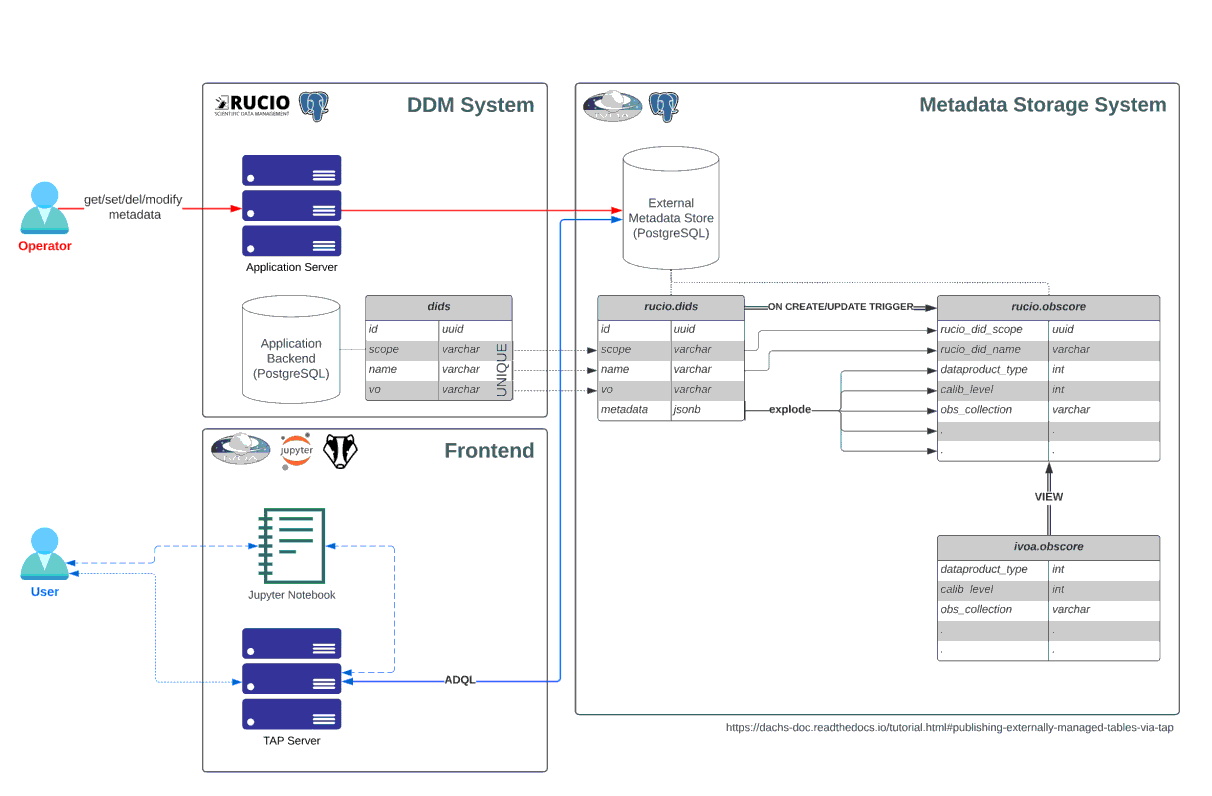 RUCIO
SCIENTIFIC DATA MANAGEMENT
DDM System
Metadata Storage System
get/set/del/modify
metadata
Operator
Application Server
External
Metadata Store
(PostgreSQL)
Application
Backend
(PostgreSQL)
dids
id uuid
scope varchar
name varchar
vo varchar
UNIQUE
rucio.dids
id uuid
scope varchar
name varchar
vo varchar
metadata jsonb
ON CREATE/UPDATE TRIGGER
explode
rucio.obscore
rucio_did_scope uuid
rucio_did_name varchar
dataproduct_type int
calib_level int
obs_collection varchar
. .
. .
VIEW
ivoa.obscore
dataproduct_type int
calib_level int
obs_collection varchar
. .
. .
jupyter
Frontend
User
Jupyter Notebook
ADQL
TAP Server
https://dachs-doc.readthedocs.io/tutorial.html#publishing-externally-managed-tables-via-tap